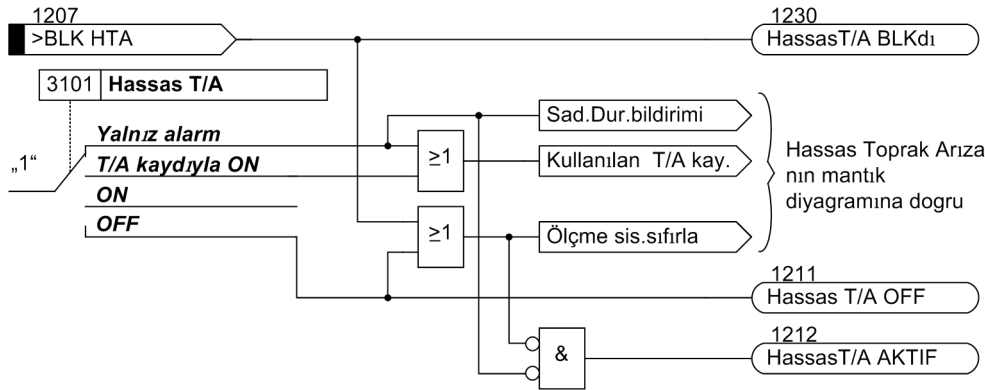 1207
>BLK HTA
1230
HassasT/A BLKdı
3101 Hassas T/A
„1“
Yalnız alarm
T/A kaydıyla ON
ON
OFF
≥1
≥1
Sad.Dur.bildirimi
Kullanılan T/A kay.
Ölçme sis.sıfırla
Hassas Toprak Arıza
nın mantık
diyagramına dogru
1211
Hassas T/A OFF
&
1212
HassasT/A AKTIF